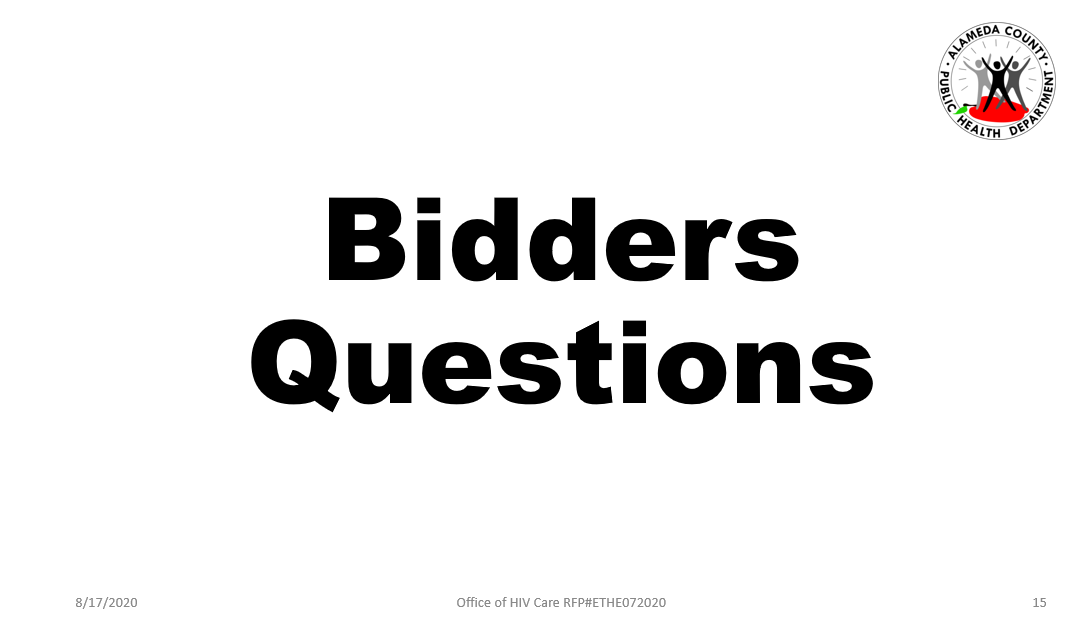 ALAMEDA COUNTY
PUBLIC HEALTH DEPARTMENT
Bidders
Questions
8/17/2020
Office of HIV Care RFP#ETHE072020
15